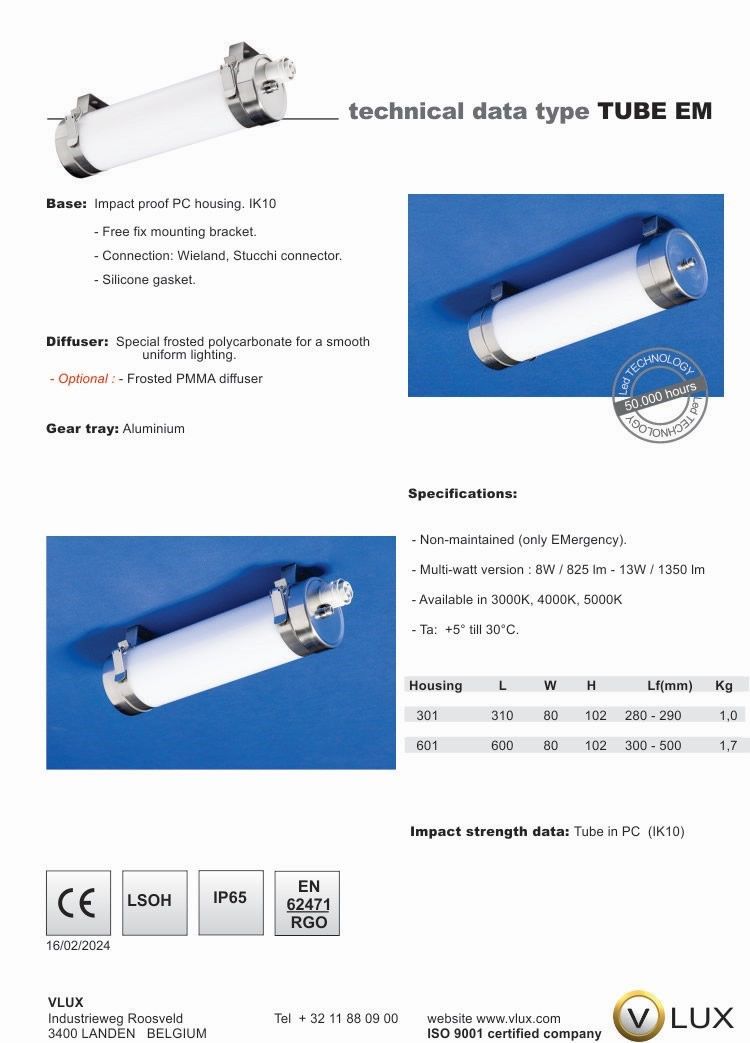 technical data type TUBE EM
Base: Impact proof PC housing. IK10
- Free fix mounting bracket.
- Connection: Wieland, Stucchi connector.
- Silicone gasket.
Diffuser: Special frosted polycarbonate for a smooth
uniform lighting.
- Optional : - Frosted PMMA diffuser
Gear tray: Aluminium
Led TECHNOLOGY
50.000 hours
Led TECHNOLOGY
Specifications:
- Non-maintained (only EMergency).
- Multi-watt version : 8W / 825 lm - 13W / 1350 lm
- Available in 3000K, 4000K, 5000K
- Ta: +5° till 30°C.
Housing L W H Lf(mm) Kg
301 310 80 102 280 - 290 1,0
601 600 80 102 300 - 500 1,7
Impact strength data: Tube in PC (IK10)
CE
LSOH
IP65
EN
62471
RGO
16/02/2024
VLUX
Industrieweg Roosveld Tel + 32 11 88 09 00 website www.vlux.com
3400 LANDEN BELGIUM ISO 9001 certified company
V LUX